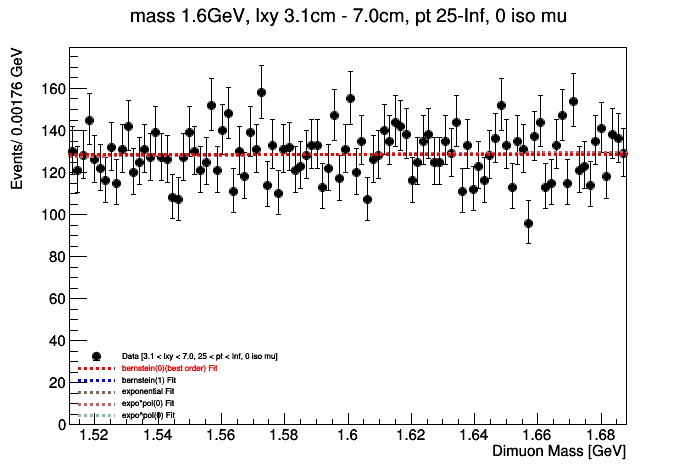 mass 1.6GeV, lxy 3.1cm - 7.0cm, pt 25-Inf, 0 iso mu
Events/ 0.00176 GeV
160
140
120
100
80
60
40
20
0
Data [3.1 < lxy < 7.0, 25 < pt < Inf, 0 iso mu]
bernstein(0)(best order) Fit
bernstein(1) Fit
exponential Fit
expo*pol(0) Fit
expo*pol(0) Fit
1.52 1.54 1.56 1.58 1.6 1.62 1.64 1.66 1.68
Dimuon Mass [GeV]